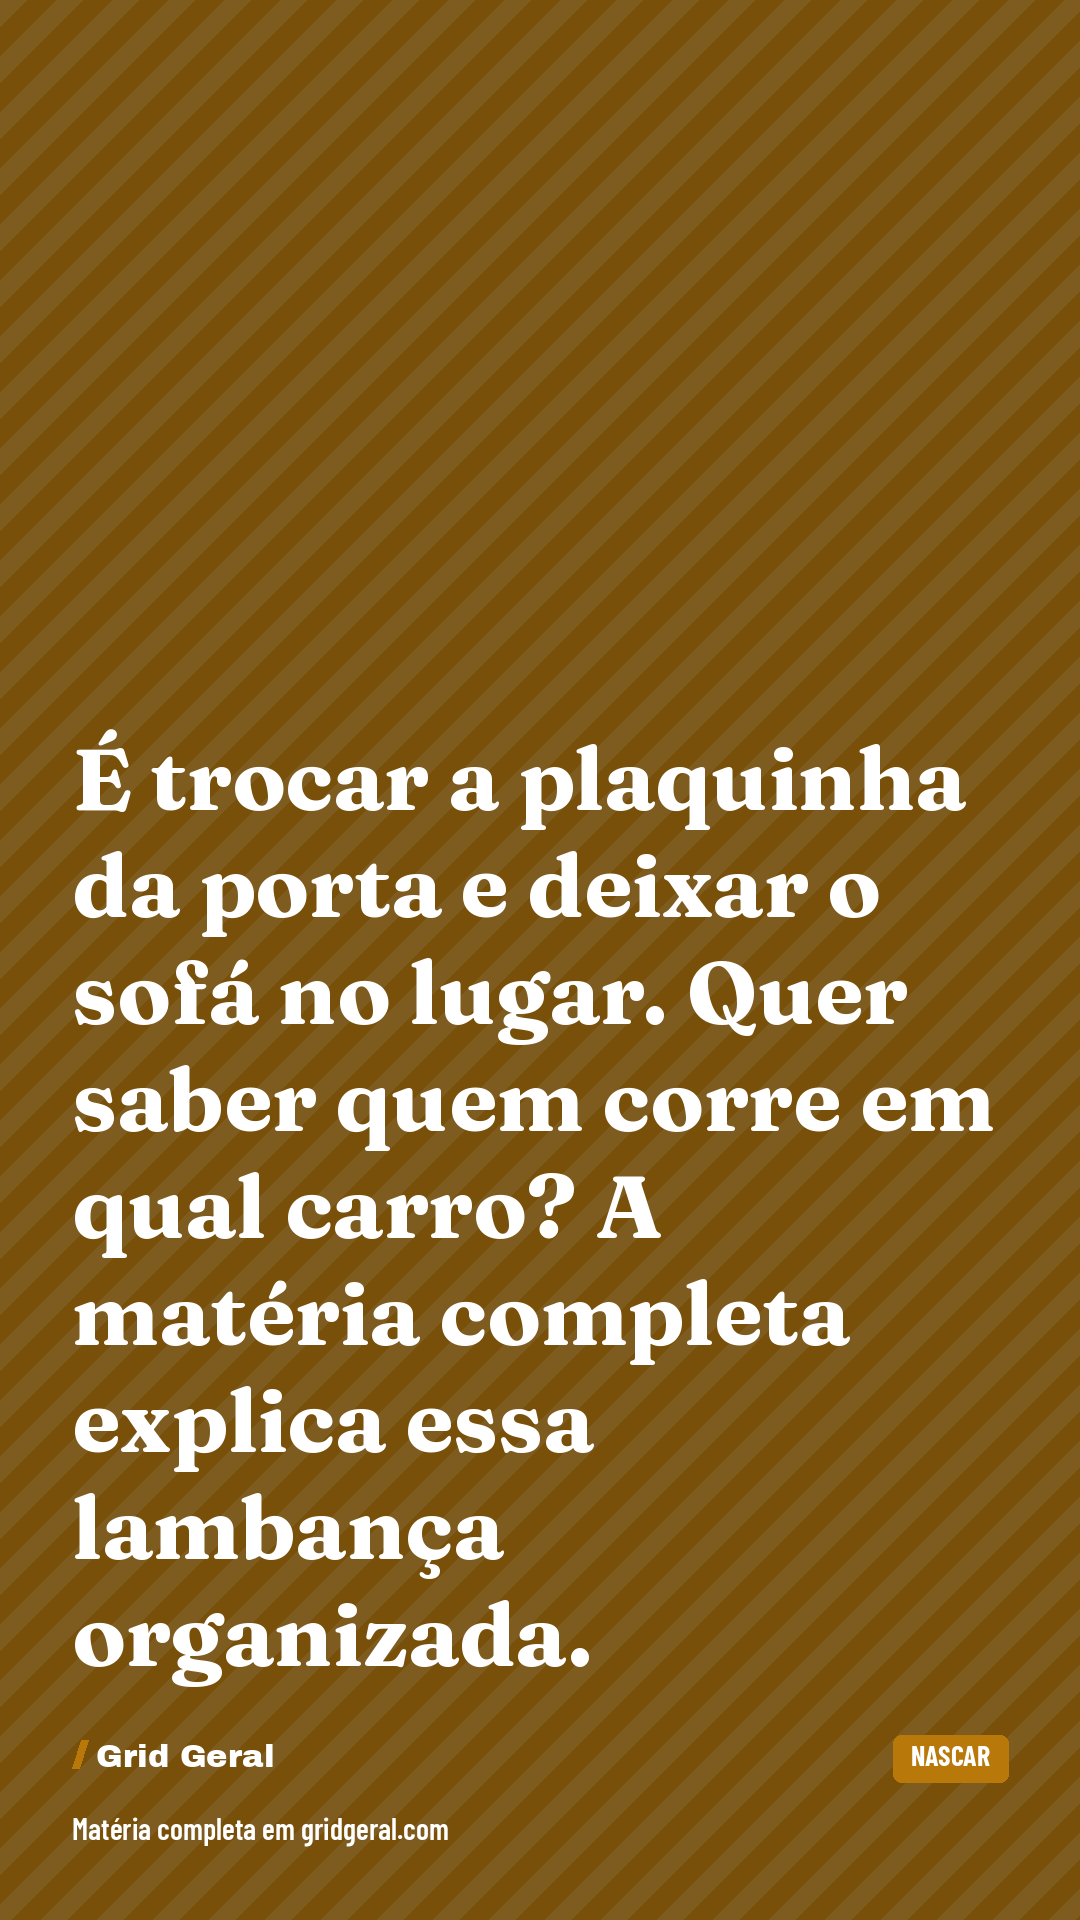 É trocar a plaquinha
da porta e deixar o
sofá no lugar. Quer
saber quem corre em
qual carro? A
matéria completa
explica essa
lambança
organizada.
/ Grid Geral
NASCAR
Matéria completa em gridgeral.com